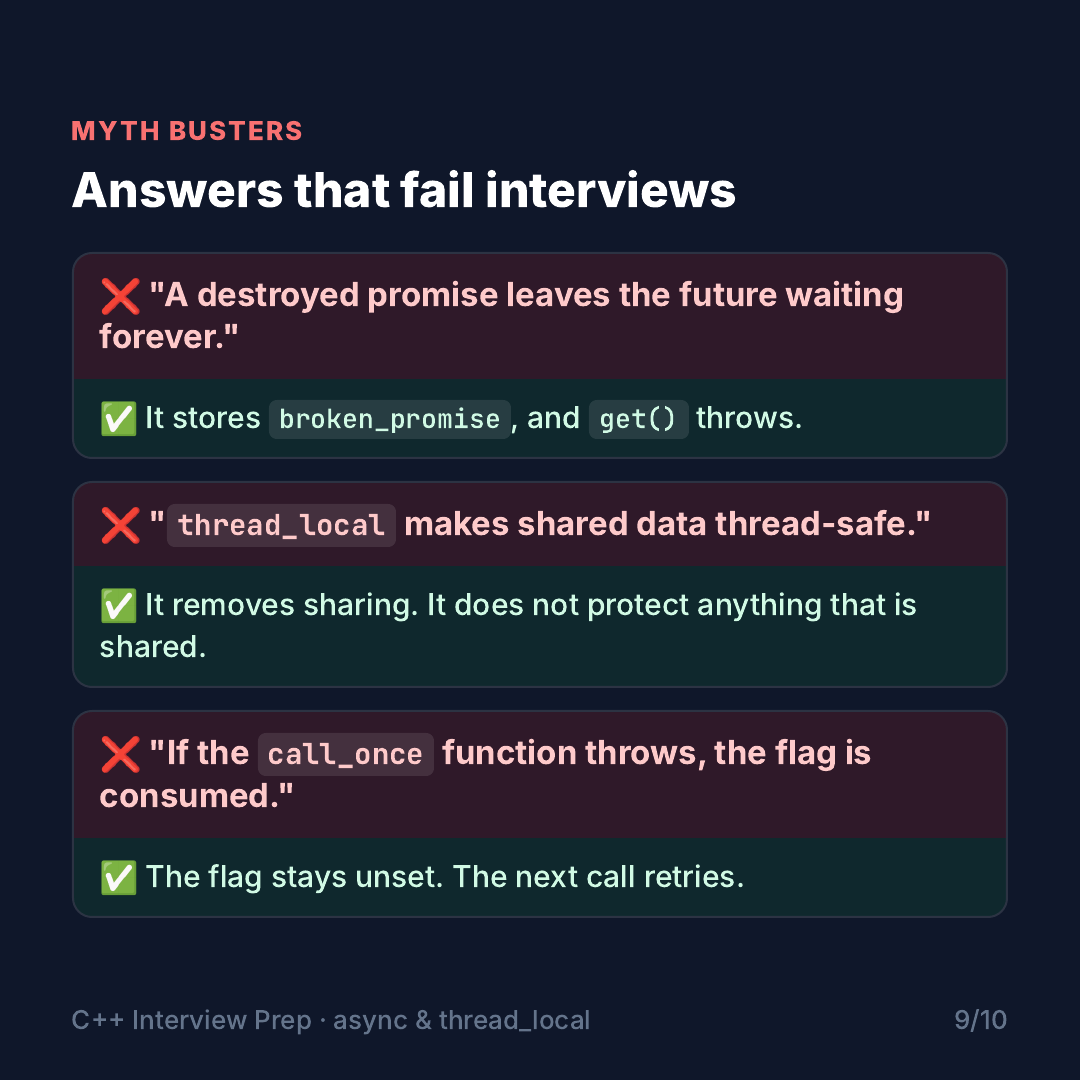 MYTH BUSTERS
Answers that fail interviews
❌ "A destroyed promise leaves the future waiting
forever."
✅ It stores broken_promise, and get() throws.
❌ "thread_local makes shared data thread-safe."
✅ It removes sharing. It does not protect anything that is
shared.
❌ "If the call_once function throws, the flag is
consumed."
✅ The flag stays unset. The next call retries.
C++ Interview Prep · async & thread_local
9/10